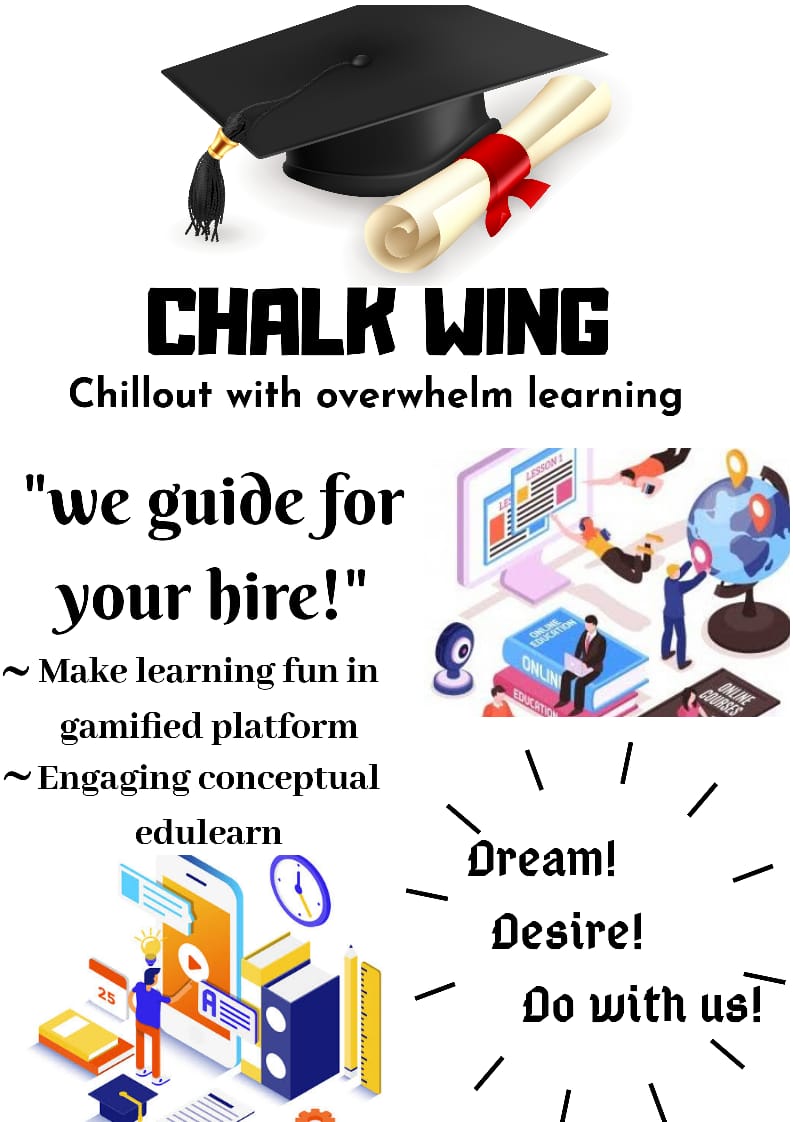 CHALK WING
Chillout with overwhelm learning
"we guide for
your hire!"
~ Make learning fun in
gamified platform
~ Engaging conceptual
edulearn
LESSON 1
LE
ONLINE
EDUCATION
ONLIN
EDUCATION
ONLINE
COURSES
Dream!
Desire!
Do with us!
25
A